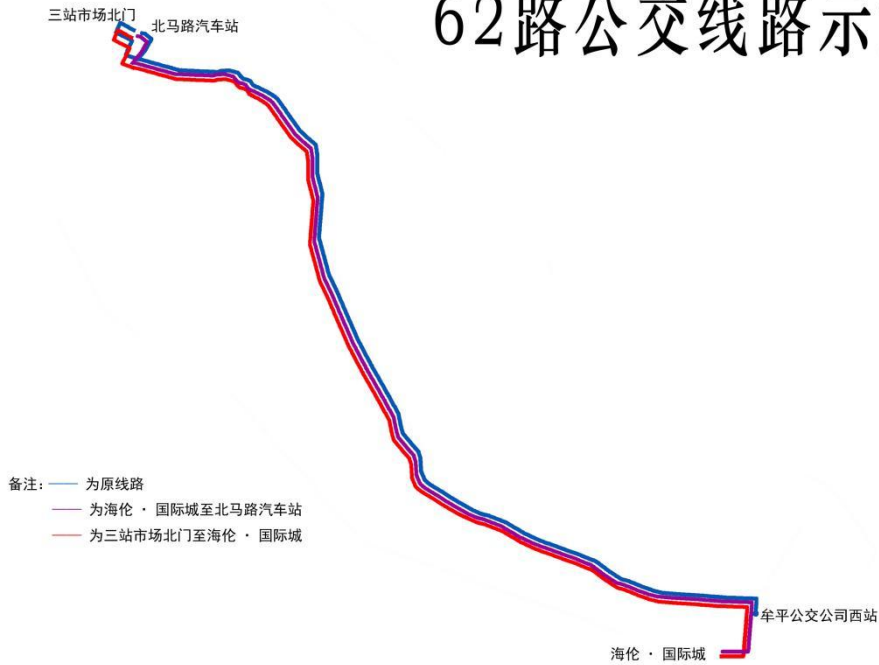 62路公交线路示
三站市场北门
北马路汽车站
备注: 为原线路
为海伦·国际城至北马路汽车站
为三站市场北门至海伦·国际城
牟平公交公司西站
海伦·国际城